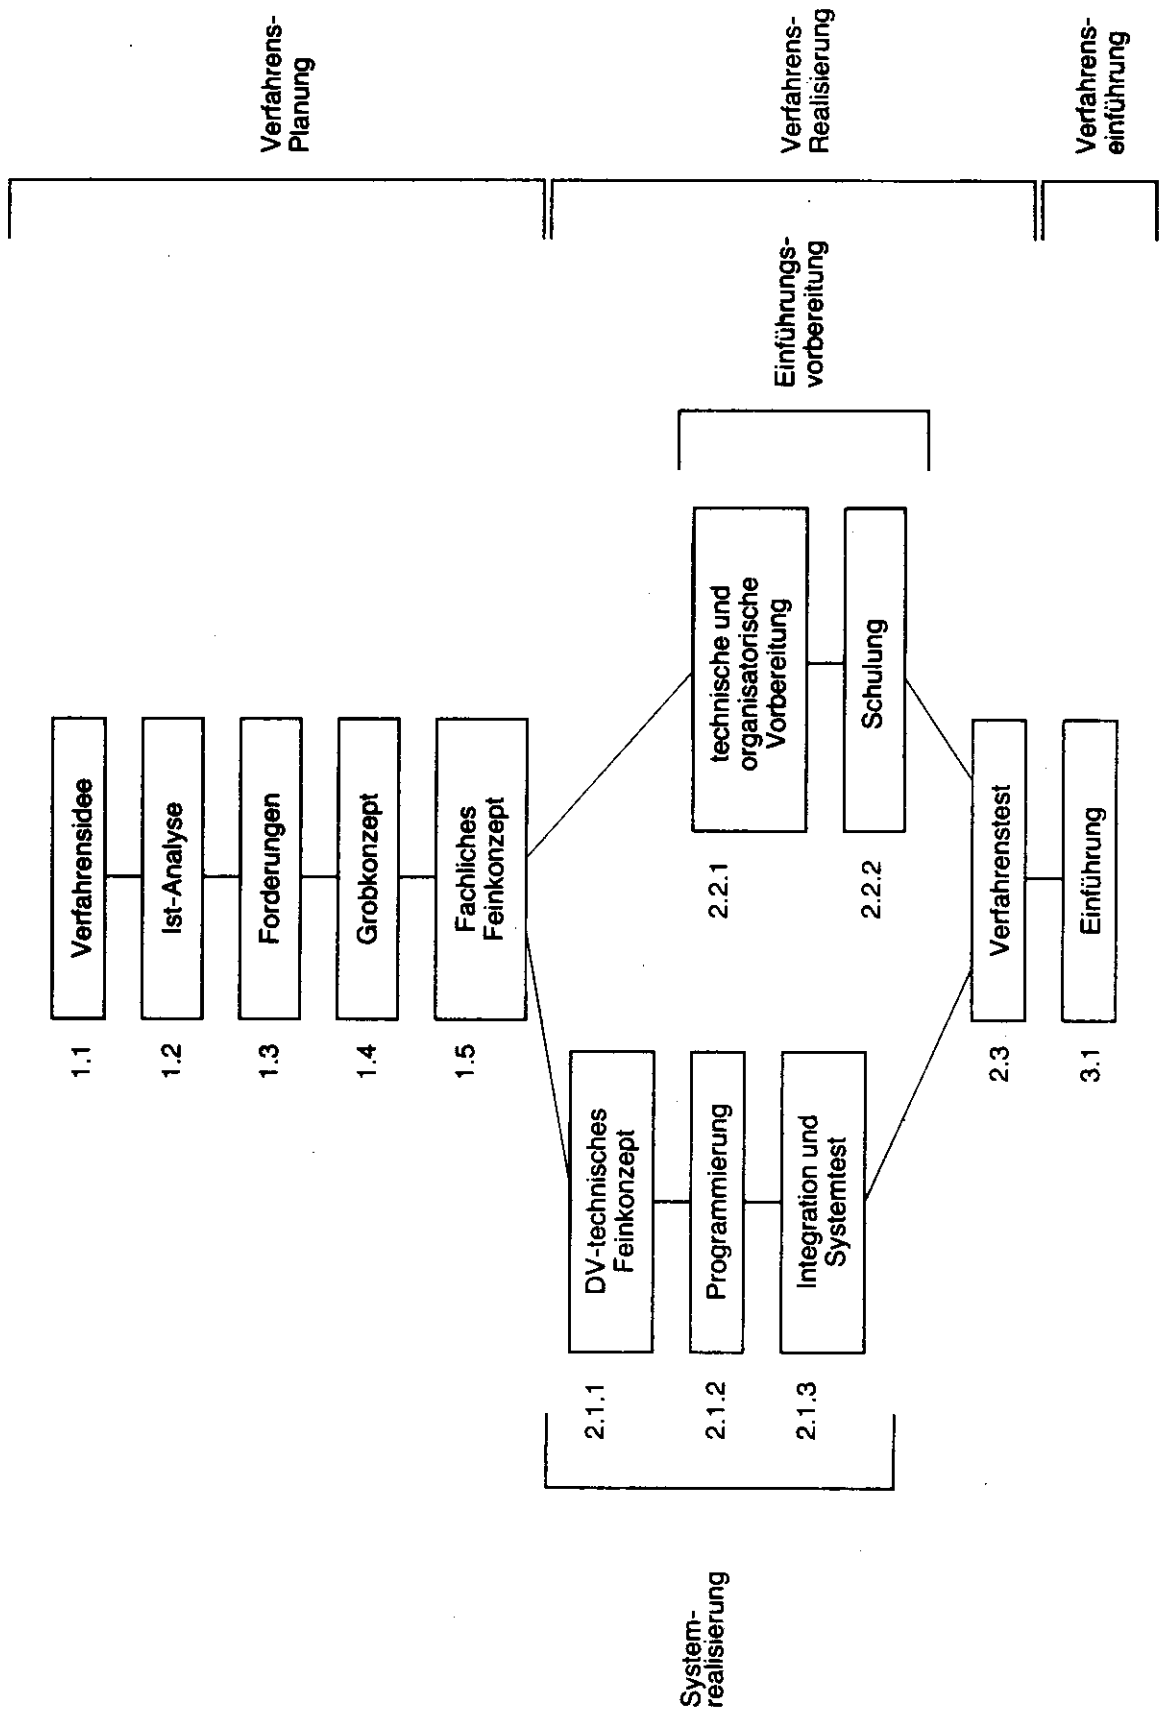 1.1
Verfahrensidee
1.2
Ist-Analyse
1.3
Forderungen
1.4
Grobkonzept
1.5
Fachliches
Feinkonzept
Verfahrens-
Planung
System-
realisierung
2.1.1
DV-technisches
Feinkonzept
2.1.2
Programmierung
2.1.3
Integration und
Systemtest
2.2.1
technische und
organisatorische
Vorbereitung
2.2.2
Schulung
Einführungs-
vorbereitung
Verfahrens-
Realisierung
2.3
Verfahrenstest
3.1
Einführung
Verfahrens-
einführung